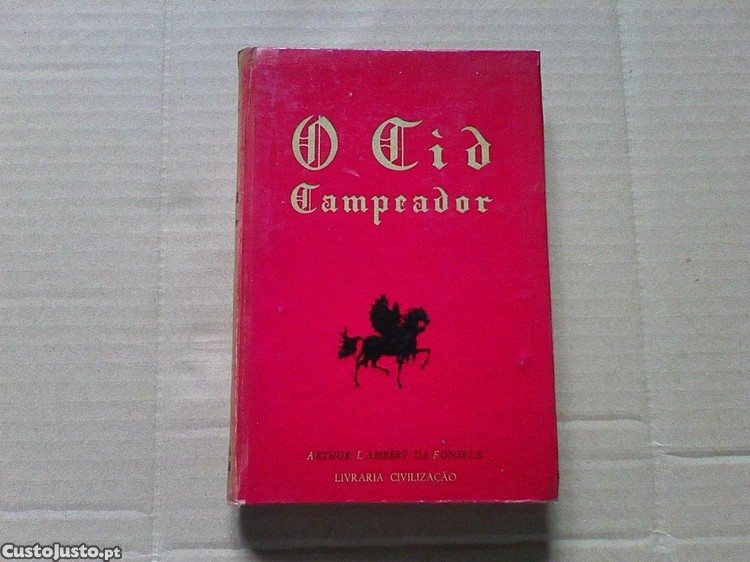 O Cid
Campeador
ARTHUR LAMBERT DA FONSECA
LIVRARIA CIVILIZAÇÃO
CustoJusto.pt